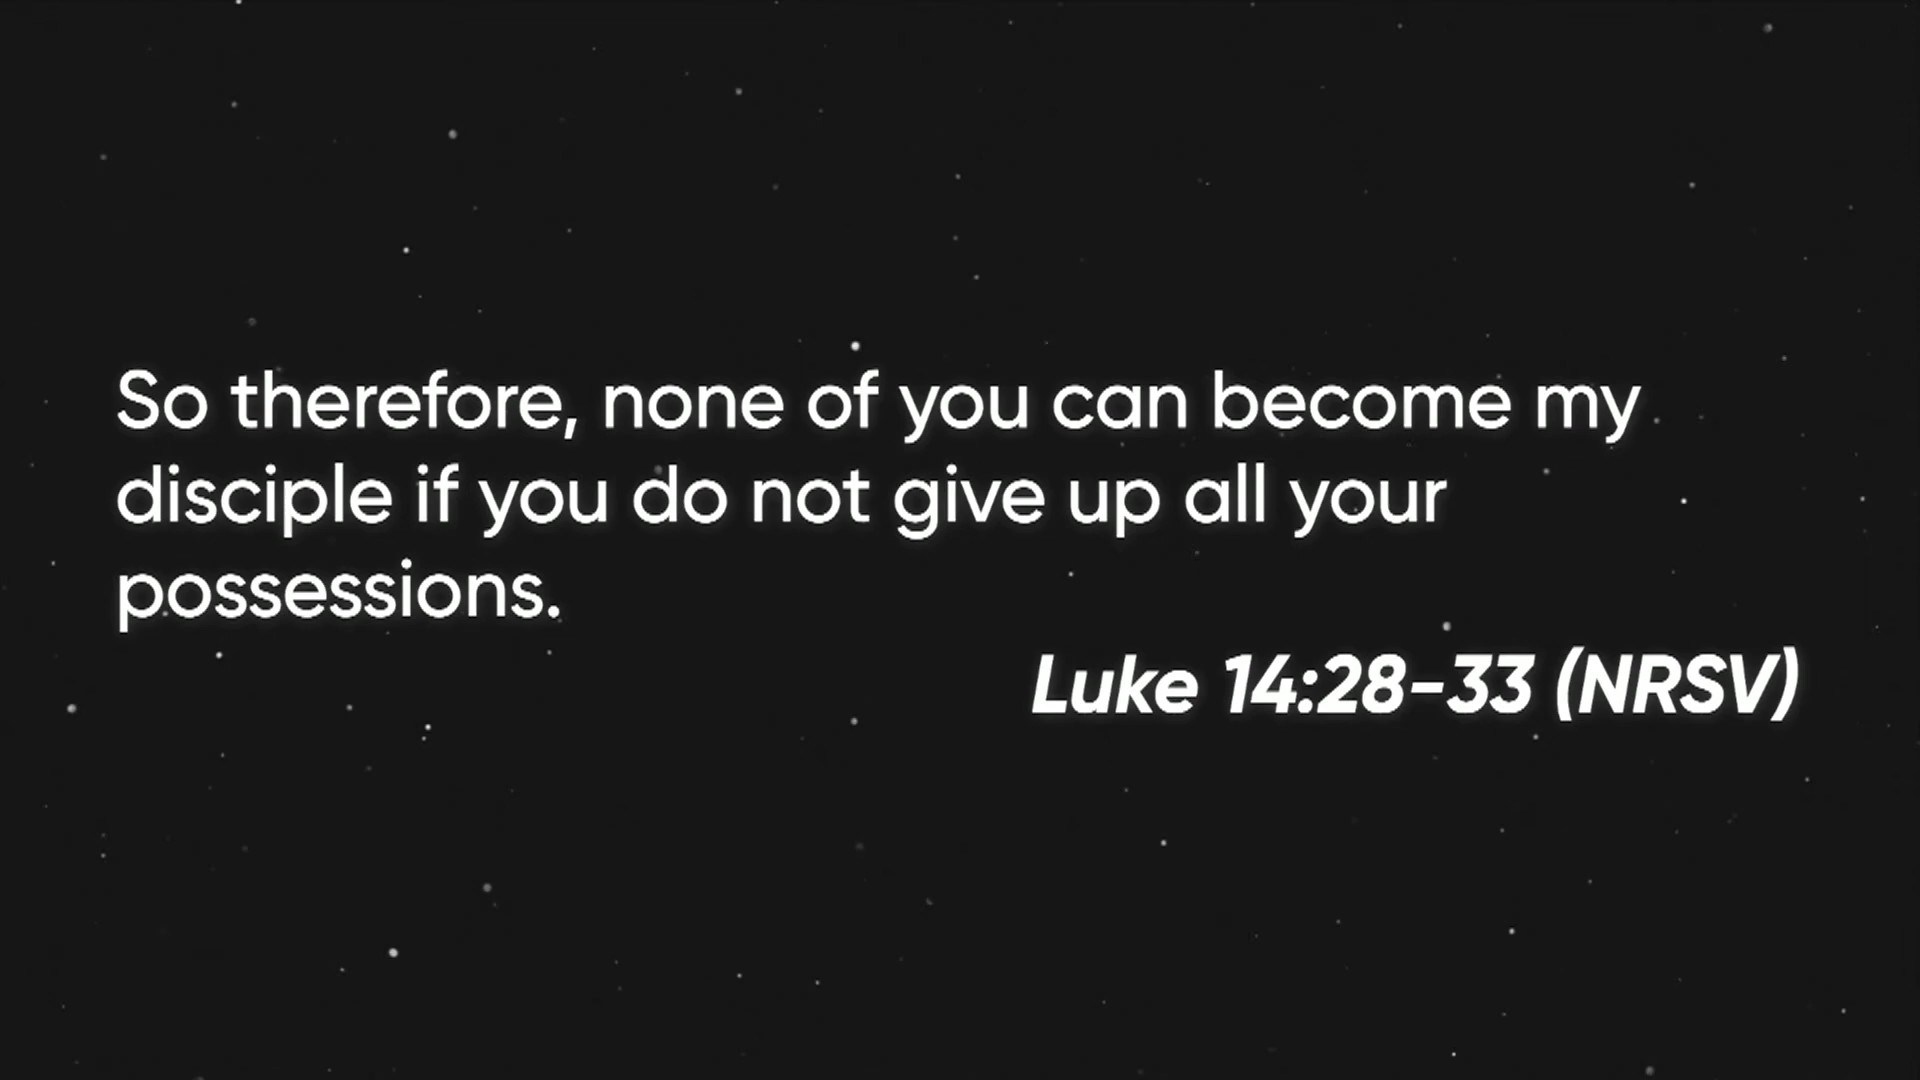 So therefore, none of you can become my
disciple if you do not give up all your
possessions.
Luke 14:28-33 (NRSV)